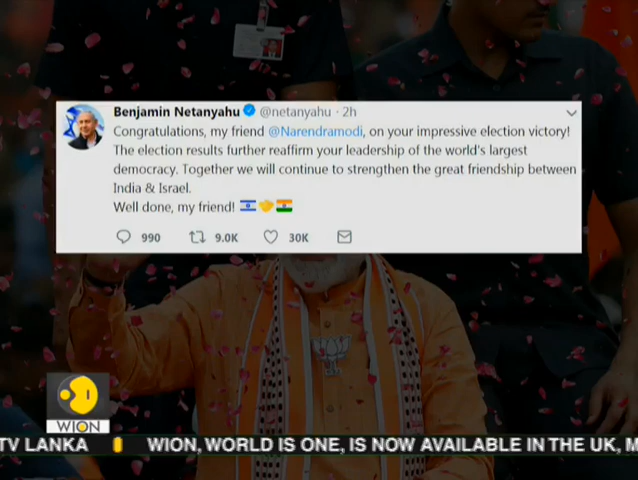 Benjamin Netanyahu @netanyahu · 2h
Congratulations, my friend @Narendramodi, on your impressive election victory!
The election results further reaffirm your leadership of the world's largest
democracy. Together we will continue to strengthen the great friendship between
India & Israel.
Well done, my friend! 🇮🇱🤝🇮🇳
990 9.0K 30K
WION
TV LANKA WION, WORLD IS ONE, IS NOW AVAILABLE IN THE UK, M